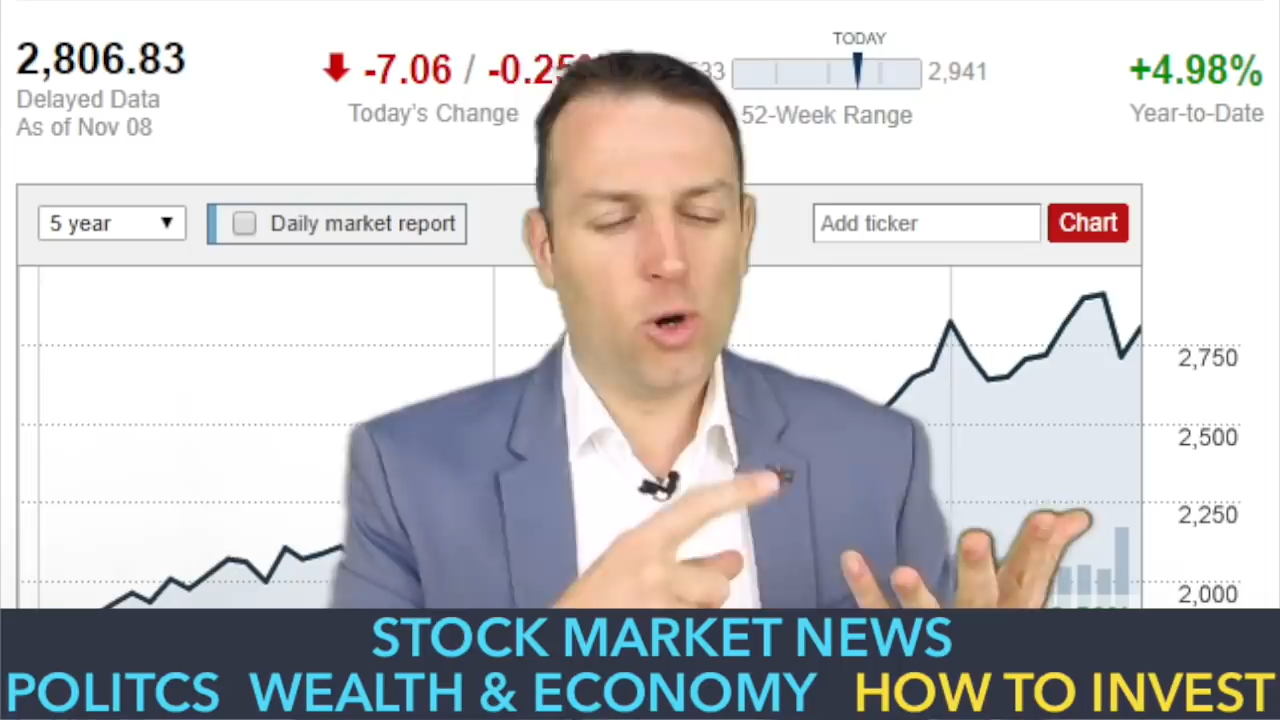 TODAY
2,806.83
-7.06 / -0.25
2,941
+4.98%
Delayed Data
Today's Change
52-Week Range
Year-to-Date
As of Nov 08
5 year
Daily market report
Add ticker
Chart
2,750
2,500
2,250
2,000
STOCK MARKET NEWS
POLITCS WEALTH & ECONOMY HOW TO INVEST